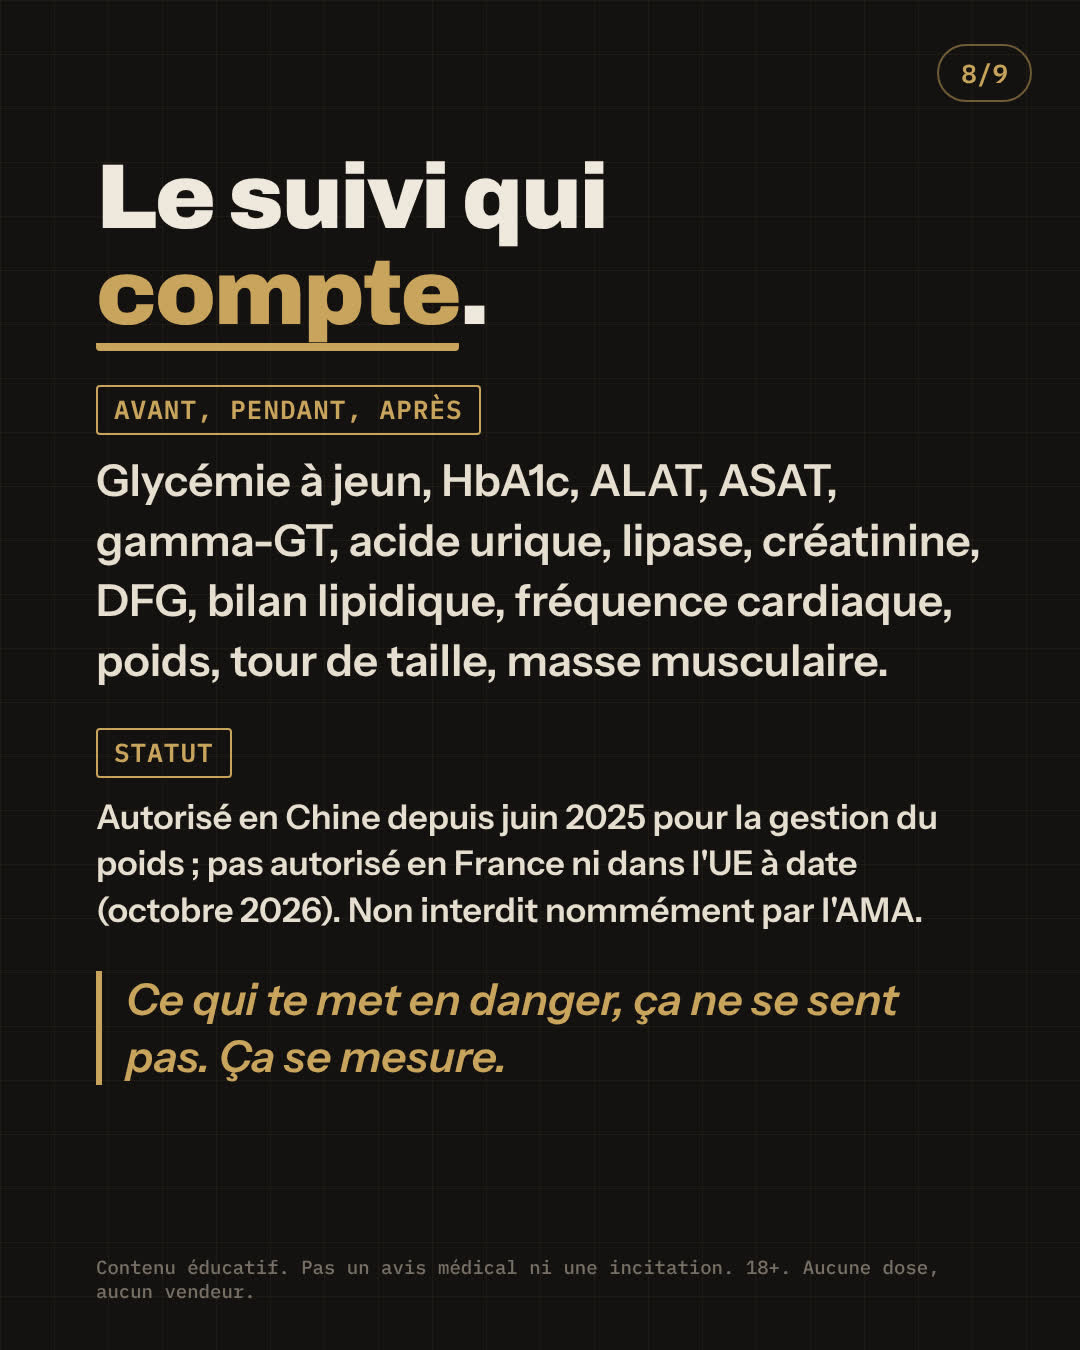 8/9
Le suivi qui
compte.
AVANT, PENDANT, APRÈS
Glycémie à jeun, HbA1c, ALAT, ASAT,
gamma-GT, acide urique, lipase, créatinine,
DFG, bilan lipidique, fréquence cardiaque,
poids, tour de taille, masse musculaire.
STATUT
Autorisé en Chine depuis juin 2025 pour la gestion du
poids ; pas autorisé en France ni dans l'UE à date
(octobre 2026). Non interdit nommément par l'AMA.
Ce qui te met en danger, ça ne se sent
pas. Ça se mesure.
Contenu éducatif. Pas un avis médical ni une incitation. 18+. Aucune dose,
aucun vendeur.